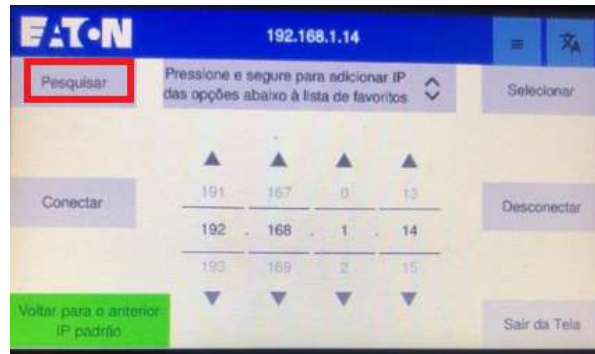 EATON
192.168.1.14
Pesquisar
Pressione e segure para adicionar IP
das opções abaixo à lista de favoritos
Selecionar
191 167 0 13
Conectar
192 . 168 . 1 . 14
Desconectar
193 169 2 15
Voltar para o anterior
IP padrão
Sair da Tela